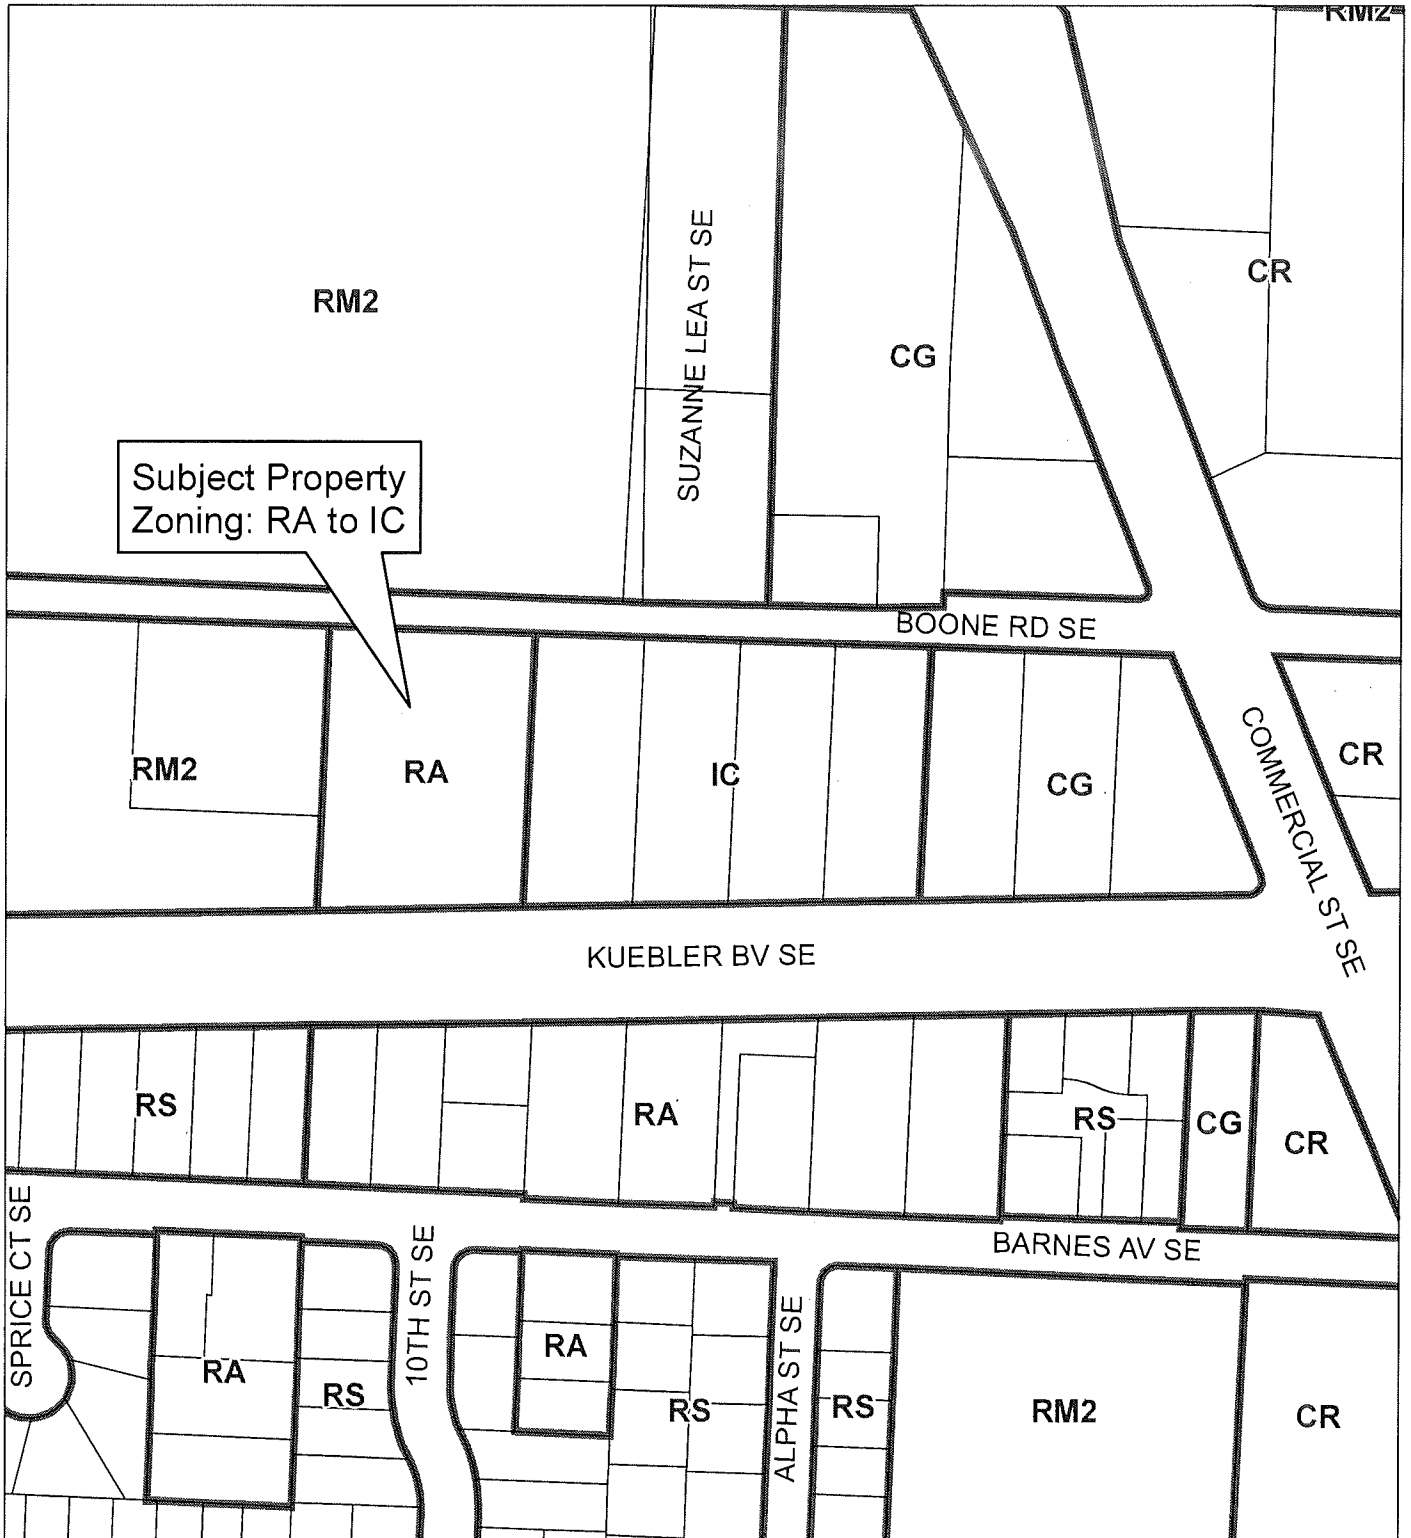 RM2
RM2
SUZANNE LEA ST SE
CG
CR
Subject Property
Zoning: RA to IC
BOONE RD SE
RM2
RA
IC
CG
CR
COMMERCIAL ST SE
KUEBLER BV SE
RS
RA
RS
CG
CR
BARNES AV SE
SPRICE CT SE
RA
RS
10TH ST SE
RA
RS
ALPHA ST SE
RS
RM2
CR